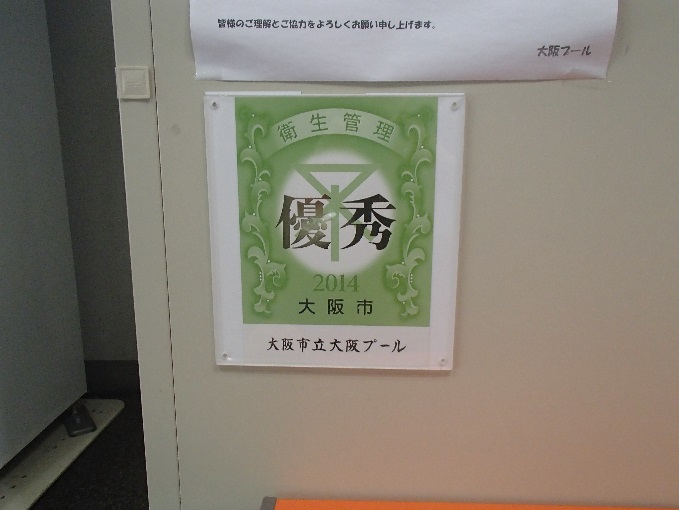 皆様のご理解とご協力をよろしくお願い申し上げます。
大阪プール
衛生管理
優秀
2014
大阪市
大阪市立大阪プール